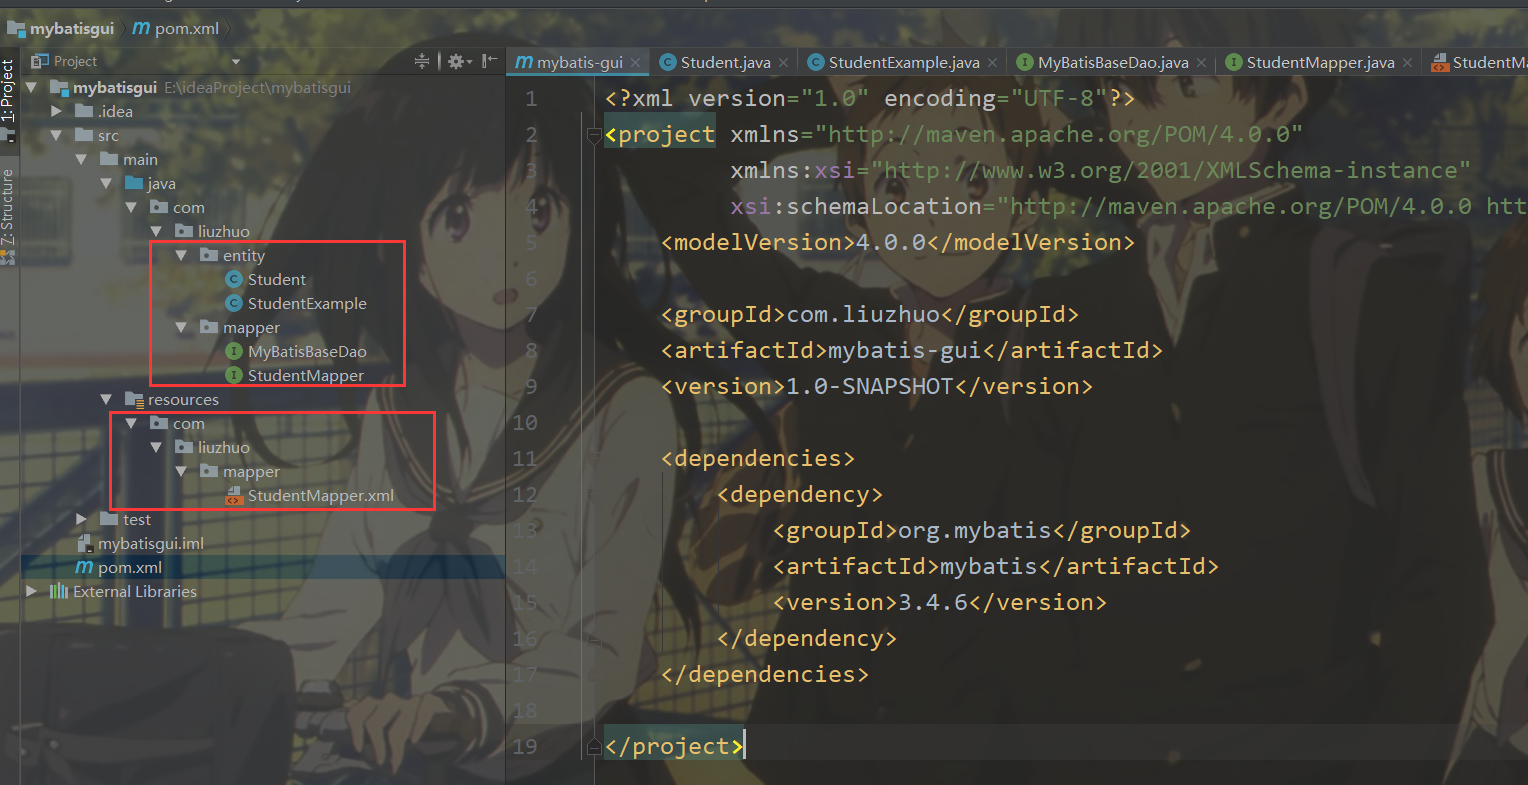 mybatisgui m pom.xml
Project
1: Project
7: Structure
mybatisgui E:\ideaProject\mybatisgui
.idea
src
main
java
com
liuzhuo
entity
C Student
C StudentExample
mapper
I MyBatisBaseDao
I StudentMapper
resources
com
liuzhuo
mapper
StudentMapper.xml
test
mybatisgui.iml
m pom.xml
External Libraries
m mybatis-gui × C Student.java × C StudentExample.java × I MyBatisBaseDao.java × I StudentMapper.java × StudentM
1 <?xml version="1.0" encoding="UTF-8"?>
2 <project xmlns="http://maven.apache.org/POM/4.0.0"
3 xmlns:xsi="http://www.w3.org/2001/XMLSchema-instance"
4 xsi:schemaLocation="http://maven.apache.org/POM/4.0.0 htt
5 <modelVersion>4.0.0</modelVersion>
6
7 <groupId>com.liuzhuo</groupId>
8 <artifactId>mybatis-gui</artifactId>
9 <version>1.0-SNAPSHOT</version>
10
11 <dependencies>
12 <dependency>
13 <groupId>org.mybatis</groupId>
14 <artifactId>mybatis</artifactId>
15 <version>3.4.6</version>
16 </dependency>
17 </dependencies>
18
19 </project>